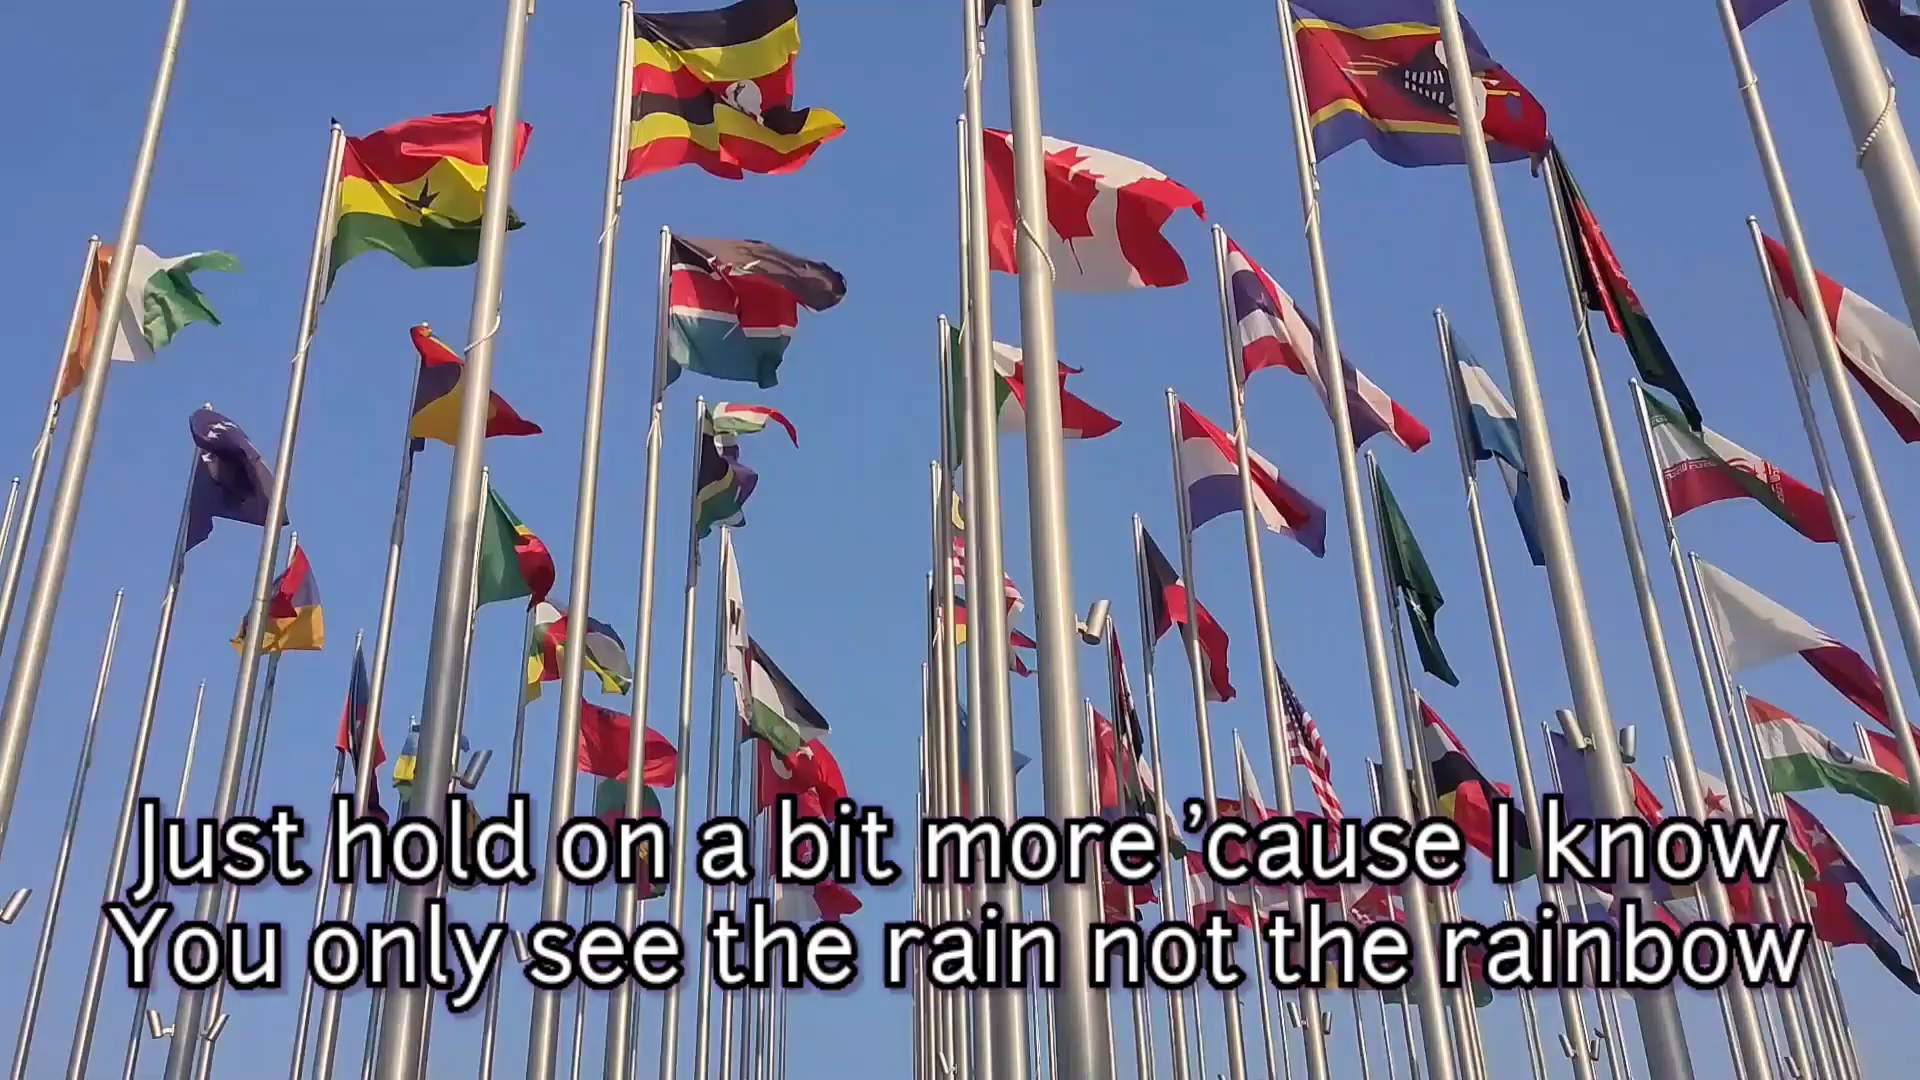 Just hold on a bit more ’cause I know
You only see the rain not the rainbow